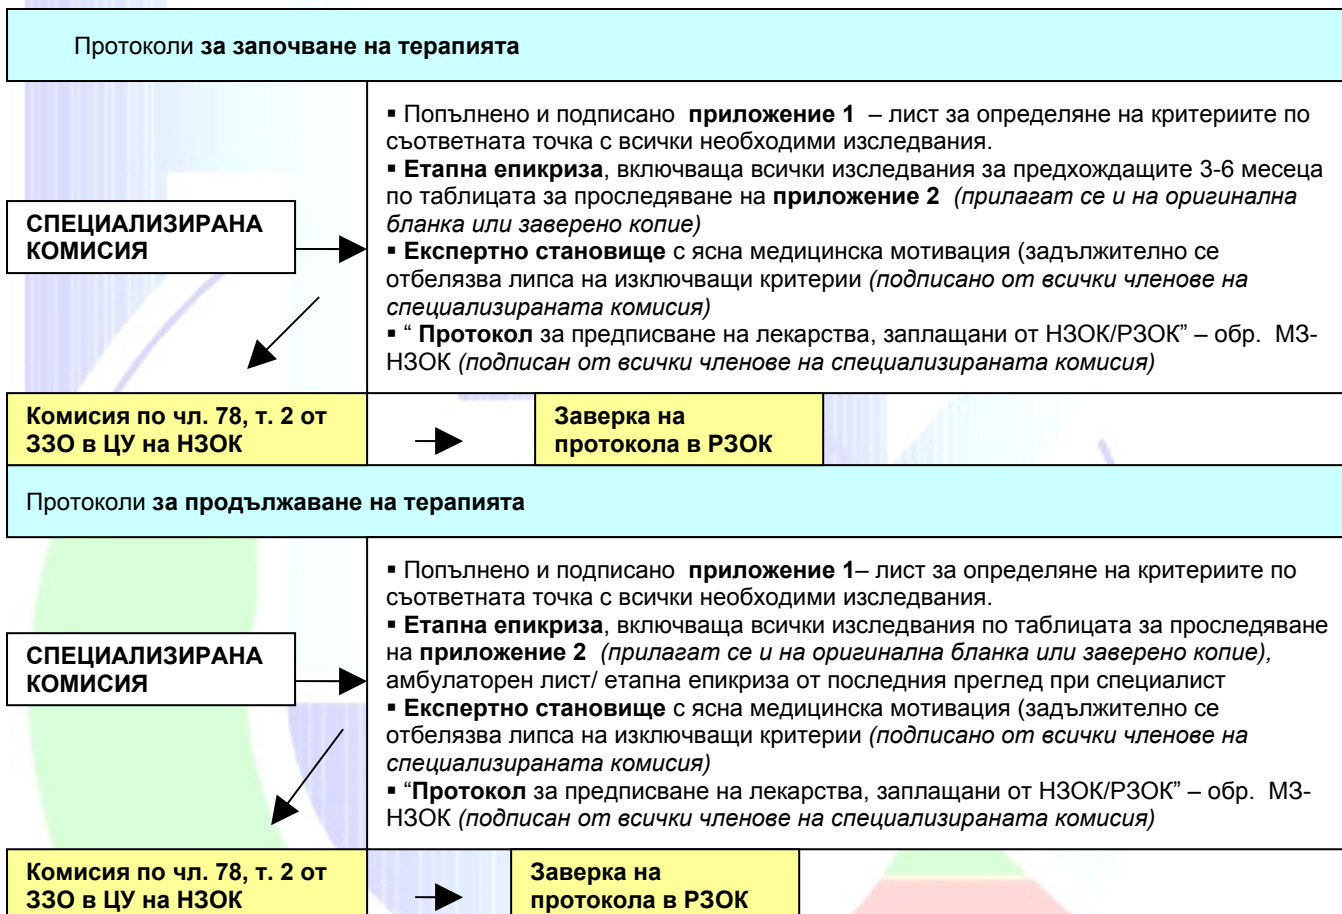 Протоколи за започване на терапията
СПЕЦИАЛИЗИРАНА
КОМИСИЯ
▪ Попълнено и подписано приложение 1 – лист за определяне на критериите по
съответната точка с всички необходими изследвания.
▪ Етапна епикриза, включваща всички изследвания за предхождащите 3-6 месеца
по таблицата за проследяване на приложение 2 (прилагат се и на оригинална
бланка или заверено копие)
▪ Експертно становище с ясна медицинска мотивация (задължително се
отбелязва липса на изключващи критерии (подписано от всички членове на
специализираната комисия)
▪ “ Протокол за предписване на лекарства, заплащани от НЗОК/РЗОК” – обр. МЗ-
НЗОК (подписан от всички членове на специализираната комисия)
Комисия по чл. 78, т. 2 от
ЗЗО в ЦУ на НЗОК
Заверка на
протокола в РЗОК
Протоколи за продължаване на терапията
СПЕЦИАЛИЗИРАНА
КОМИСИЯ
▪ Попълнено и подписано приложение 1– лист за определяне на критериите по
съответната точка с всички необходими изследвания.
▪ Етапна епикриза, включваща всички изследвания по таблицата за проследяване
на приложение 2 (прилагат се и на оригинална бланка или заверено копие),
амбулаторен лист/ етапна епикриза от последния преглед при специалист
▪ Експертно становище с ясна медицинска мотивация (задължително се
отбелязва липса на изключващи критерии (подписано от всички членове на
специализираната комисия)
▪ “Протокол за предписване на лекарства, заплащани от НЗОК/РЗОК” – обр. МЗ-
НЗОК (подписан от всички членове на специализираната комисия)
Комисия по чл. 78, т. 2 от
ЗЗО в ЦУ на НЗОК
Заверка на
протокола в РЗОК